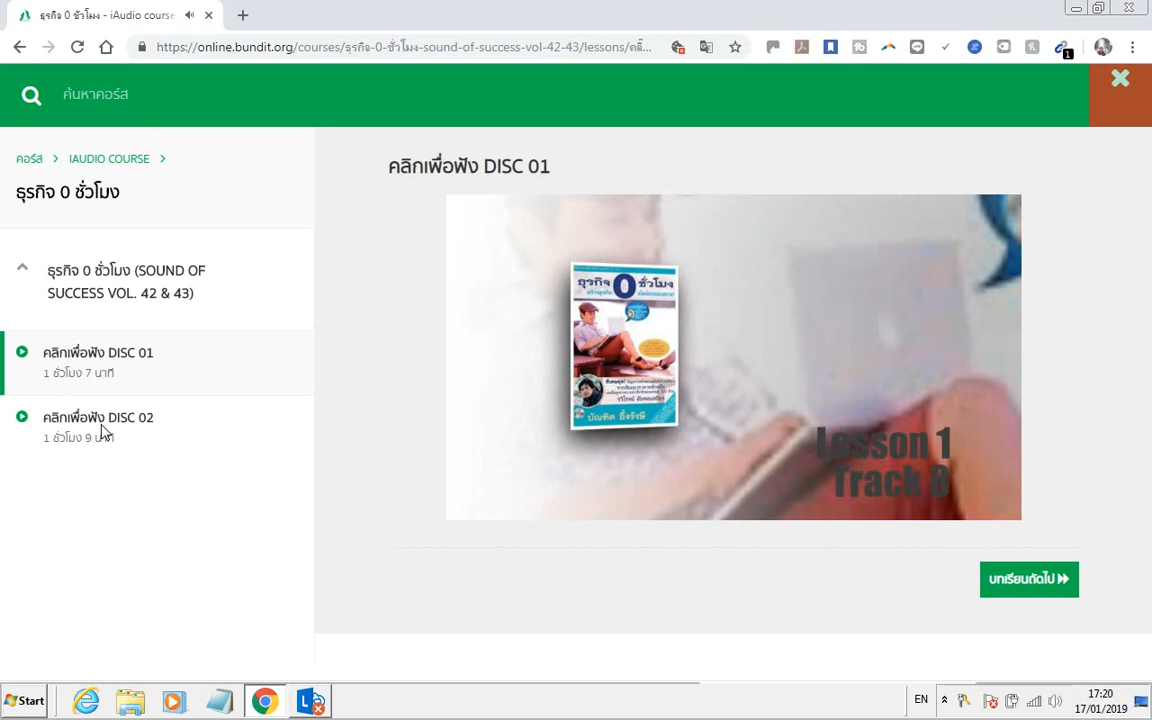 ธุรกิจ 0 ชั่วโมง - iAudio course
https://online.bundit.org/courses/ธุรกิจ-0-ชั่วโมง-sound-of-success-vol-42-43/lessons/คลิ๊...
1
ค้นหาคอร์ส
คอร์ส > IAUDIO COURSE >
ธุรกิจ 0 ชั่วโมง
ธุรกิจ 0 ชั่วโมง (SOUND OF
SUCCESS VOL. 42 & 43)
คลิกเพื่อฟัง DISC 01
1 ชั่วโมง 7 นาที
คลิกเพื่อฟัง DISC 02
1 ชั่วโมง 9 นาที
คลิกเพื่อฟัง DISC 01
ธุรกิจ 0 ชั่วโมง
บัณฑิต อึ้งรังษี
Lesson 1
Track 8
บทเรียนถัดไป
Start
EN
17:20
17/01/2019